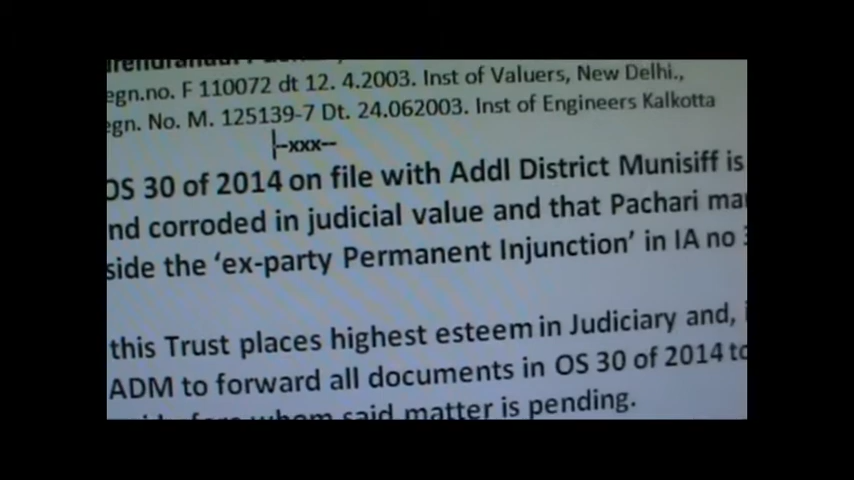 egn.no. F 110072 dt 12. 4.2003. Inst of Valuers, New Delhi.,
egn. No. M. 125139-7 Dt. 24.062003. Inst of Engineers Kalkotta
--xxx--
OS 30 of 2014 on file with Addl District Munisiff is
nd corroded in judicial value and that Pachari ma
side the ‘ex-party Permanent Injunction’ in IA no
this Trust places highest esteem in Judiciary and,
ADM to forward all documents in OS 30 of 2014 to
before whom said matter is pending.